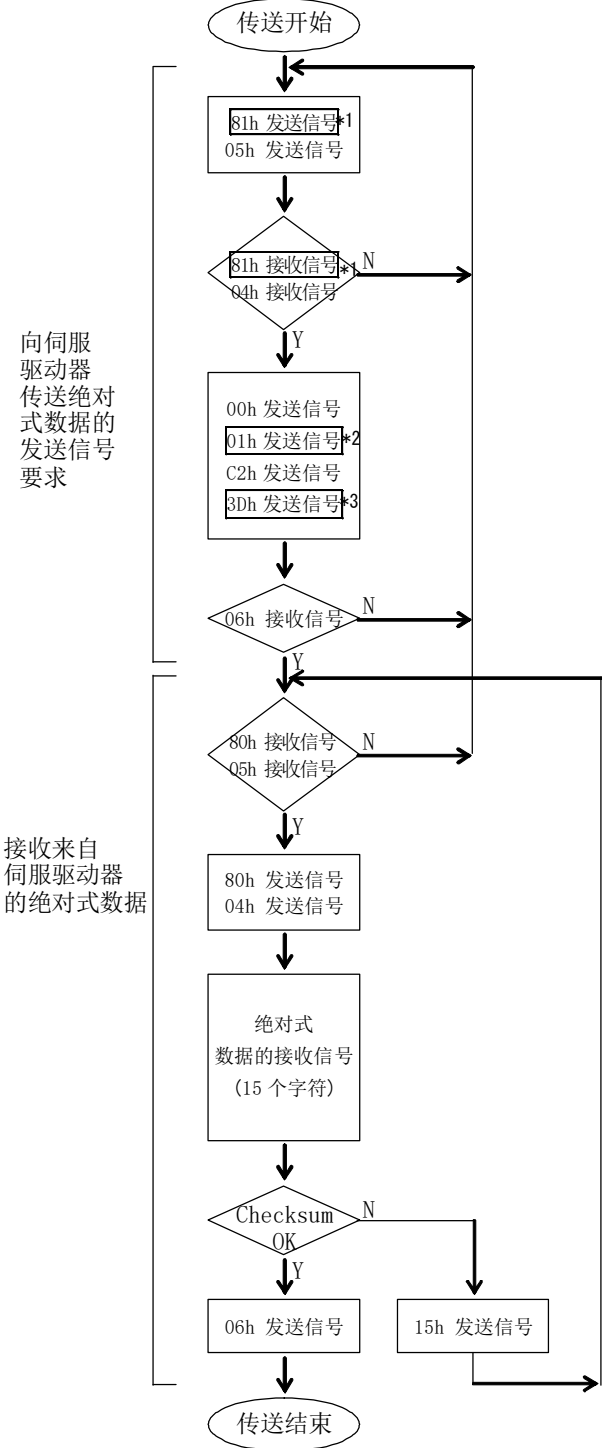 传送开始
81h 发送信号*1
05h 发送信号
81h 接收信号*1
04h 接收信号
N
Y
向伺服
驱动器
传送绝对
式数据的
发送信号
要求
00h 发送信号
01h 发送信号*2
C2h 发送信号
3Dh 发送信号*3
06h 接收信号
N
Y
80h 接收信号
05h 接收信号
N
Y
接收来自
伺服驱动器
的绝对式数据
80h 发送信号
04h 发送信号
绝对式
数据的接收信号
(15 个字符)
Checksum
OK
N
Y
06h 发送信号
15h 发送信号
传送结束